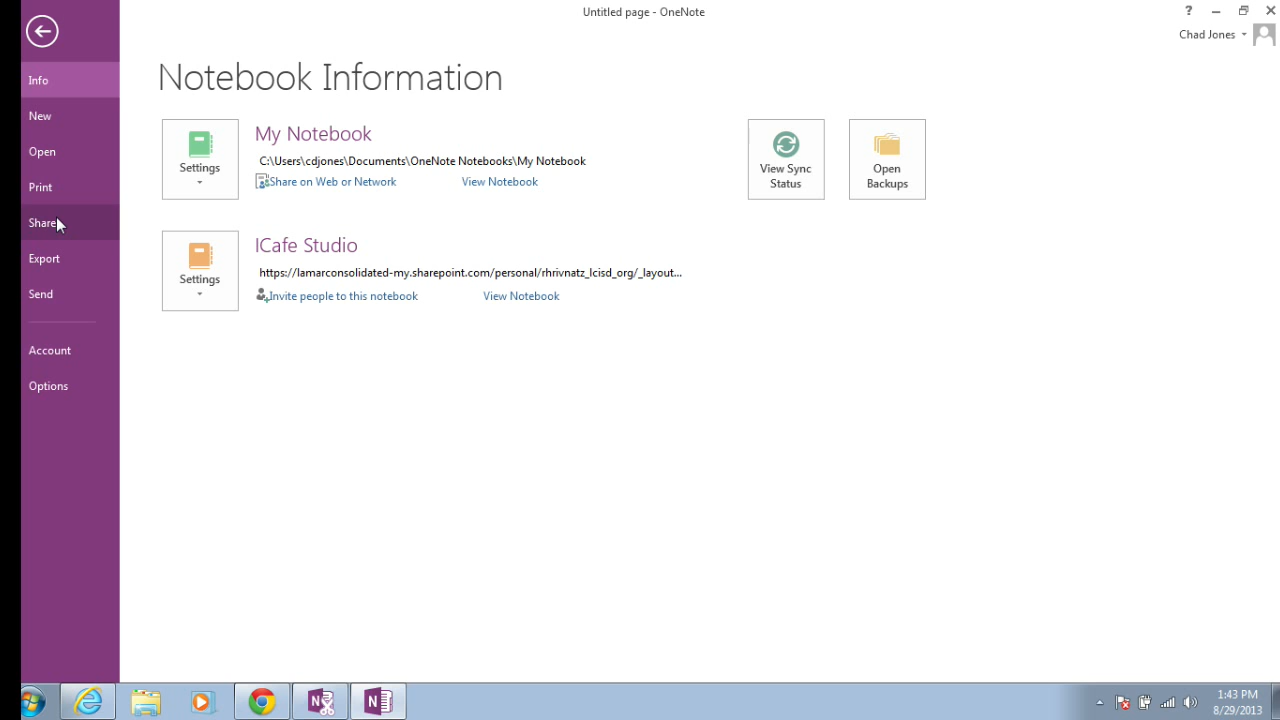 Untitled page - OneNote
?
Chad Jones
Info
New
Open
Print
Share
Export
Send
Account
Options
Notebook Information
Settings
My Notebook
C:\Users\cdjones\Documents\OneNote Notebooks\My Notebook
Share on Web or Network
View Notebook
View Sync
Status
Open
Backups
Settings
ICafe Studio
https://lamarconsolidated-my.sharepoint.com/personal/rhrivnatz_lcisd_org/_layout...
Invite people to this notebook
View Notebook
1:43 PM
8/29/2013